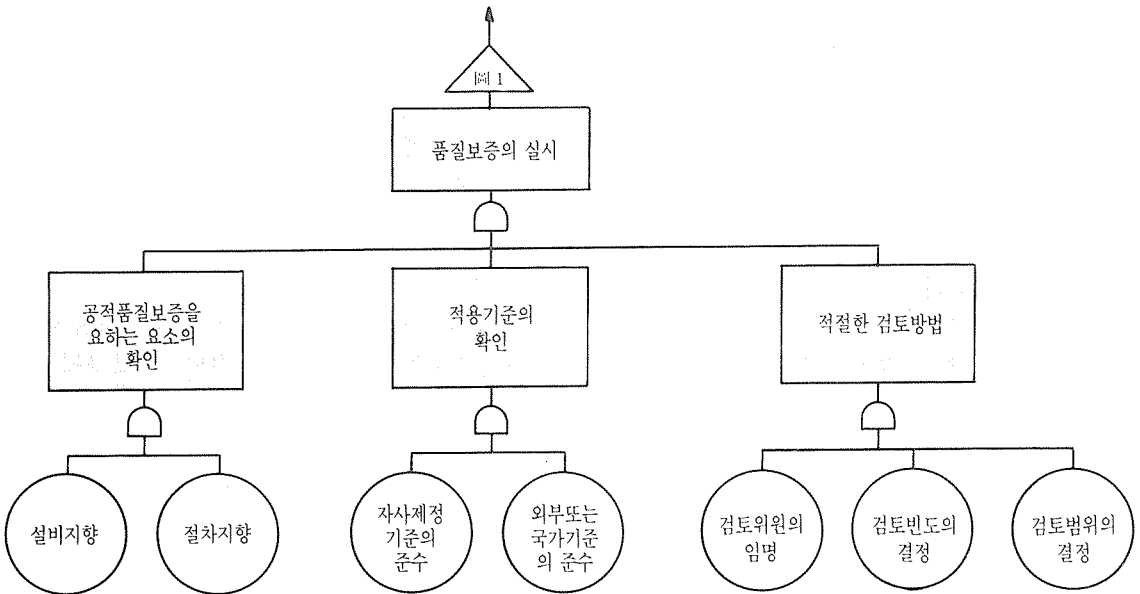 圖 1
품질보증의 실시
공적품질보증을
요하는 요소의
확인
적용기준의
확인
적절한 검토방법
설비지향
절차지향
자사제정
기준의
준수
외부또는
국가기준
의 준수
검토위원의
임명
검토빈도의
결정
검토범위의
결정